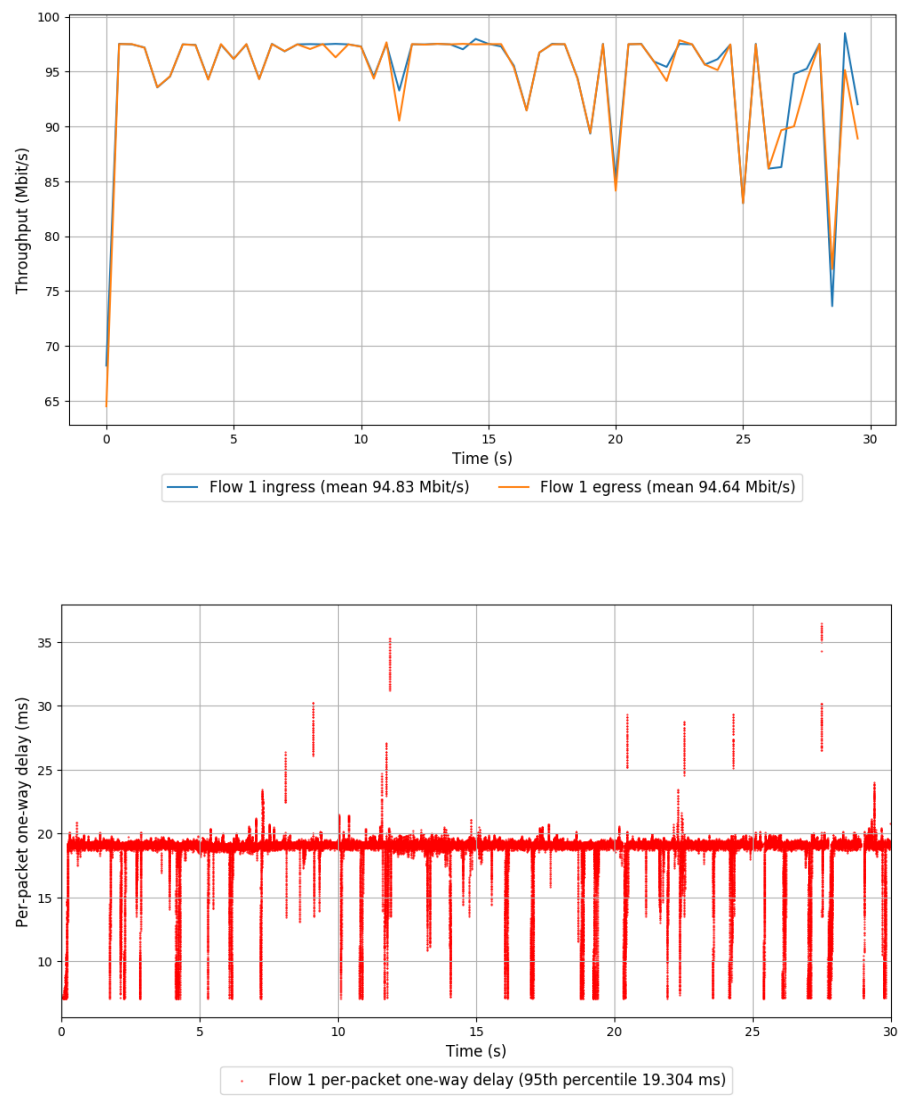 100
95
90
85
80
75
70
65
Throughput (Mbit/s)
0 5 10 15 20 25 30
Time (s)
Flow 1 ingress (mean 94.83 Mbit/s) Flow 1 egress (mean 94.64 Mbit/s)
35
30
25
20
15
10
Per-packet one-way delay (ms)
0 5 10 15 20 25 30
Time (s)
Flow 1 per-packet one-way delay (95th percentile 19.304 ms)